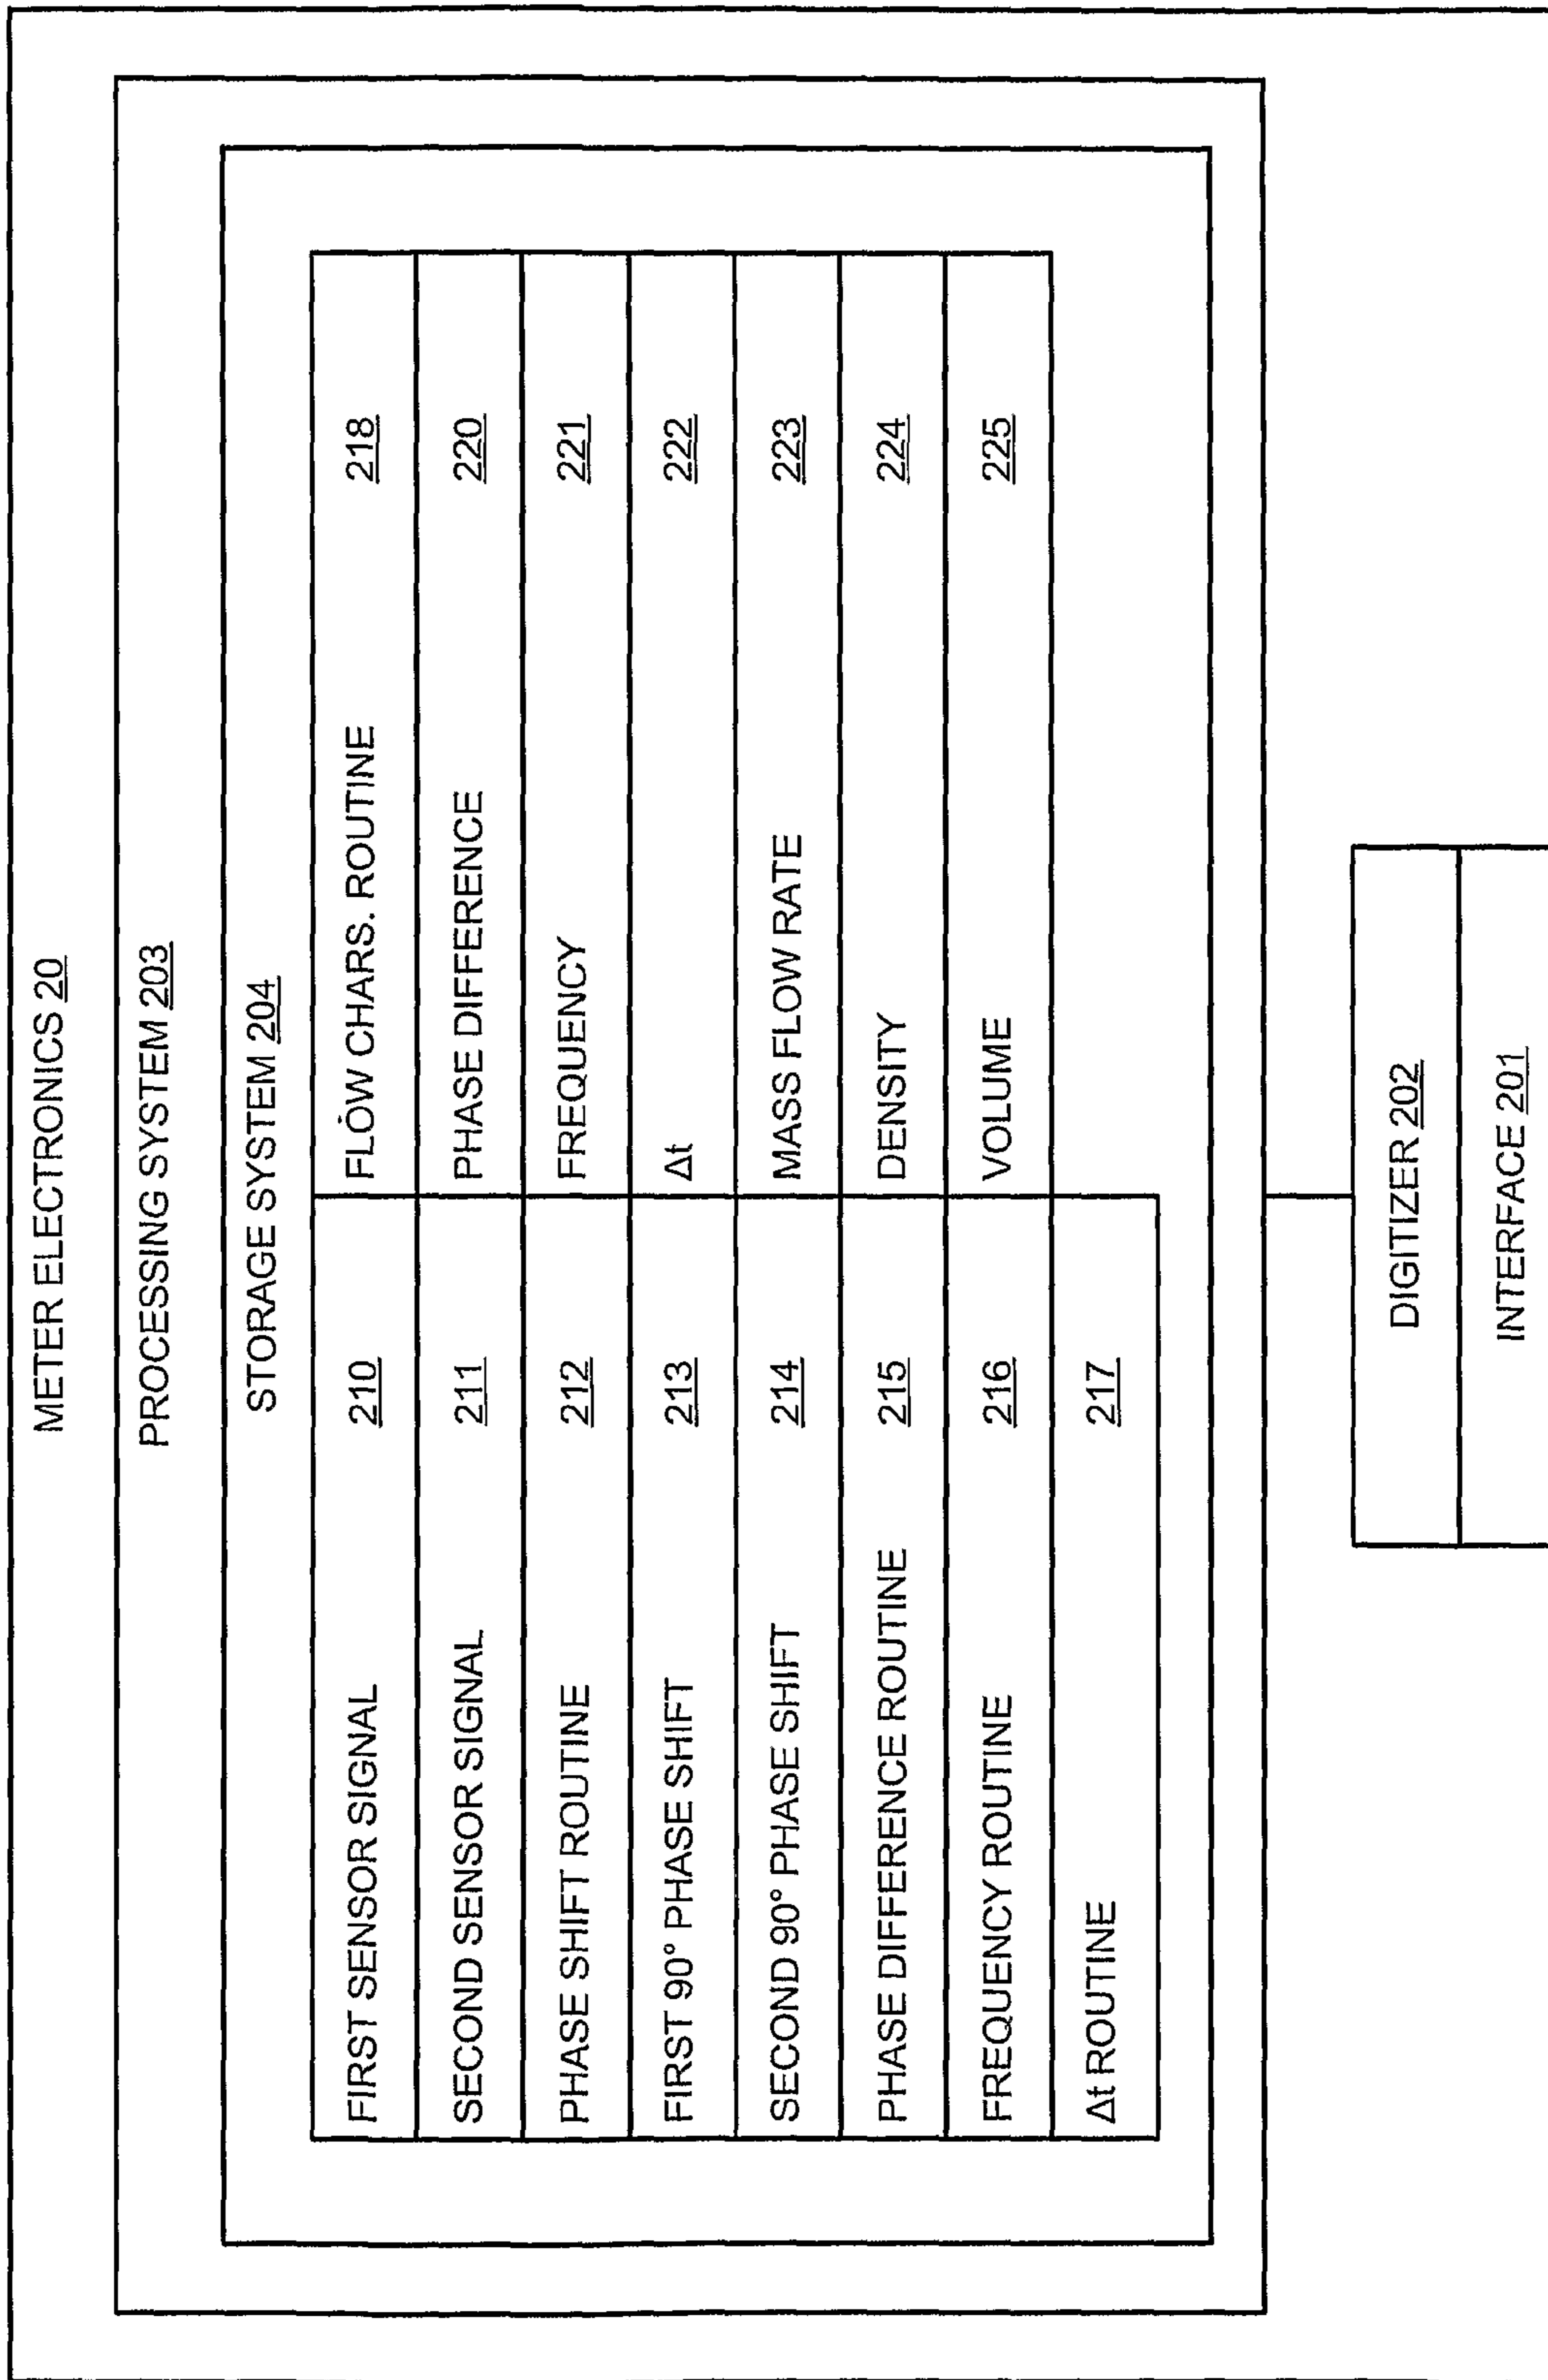 METER ELECTRONICS 20
PROCESSING SYSTEM 203
STORAGE SYSTEM 204
FIRST SENSOR SIGNAL 210
SECOND SENSOR SIGNAL 211
PHASE SHIFT ROUTINE 212
FIRST 90° PHASE SHIFT 213
SECOND 90° PHASE SHIFT 214
PHASE DIFFERENCE ROUTINE 215
FREQUENCY ROUTINE 216
Δt ROUTINE 217
FLOW CHARS. ROUTINE 218
PHASE DIFFERENCE 220
FREQUENCY 221
Δt 222
MASS FLOW RATE 223
DENSITY 224
VOLUME 225
DIGITIZER 202
INTERFACE 201